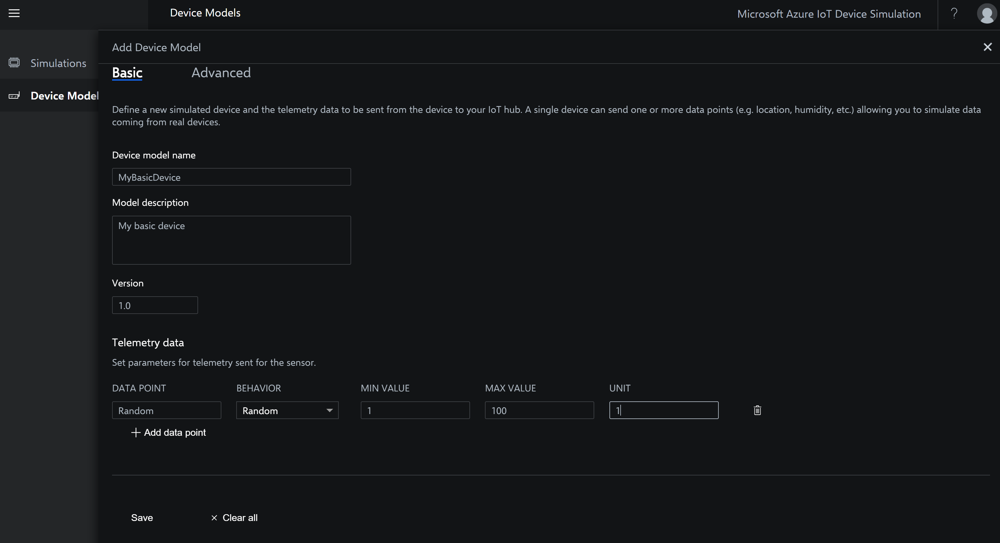 Device Models
Microsoft Azure IoT Device Simulation
?
Add Device Model
Simulations
Device Model
Basic
Advanced
Define a new simulated device and the telemetry data to be sent from the device to your IoT hub. A single device can send one or more data points (e.g. location, humidity, etc.) allowing you to simulate data
coming from real devices.
Device model name
MyBasicDevice
Model description
My basic device
Version
1.0
Telemetry data
Set parameters for telemetry sent for the sensor.
DATA POINT BEHAVIOR MIN VALUE MAX VALUE UNIT
Random Random 1 100 1
Add data point
Save
Clear all